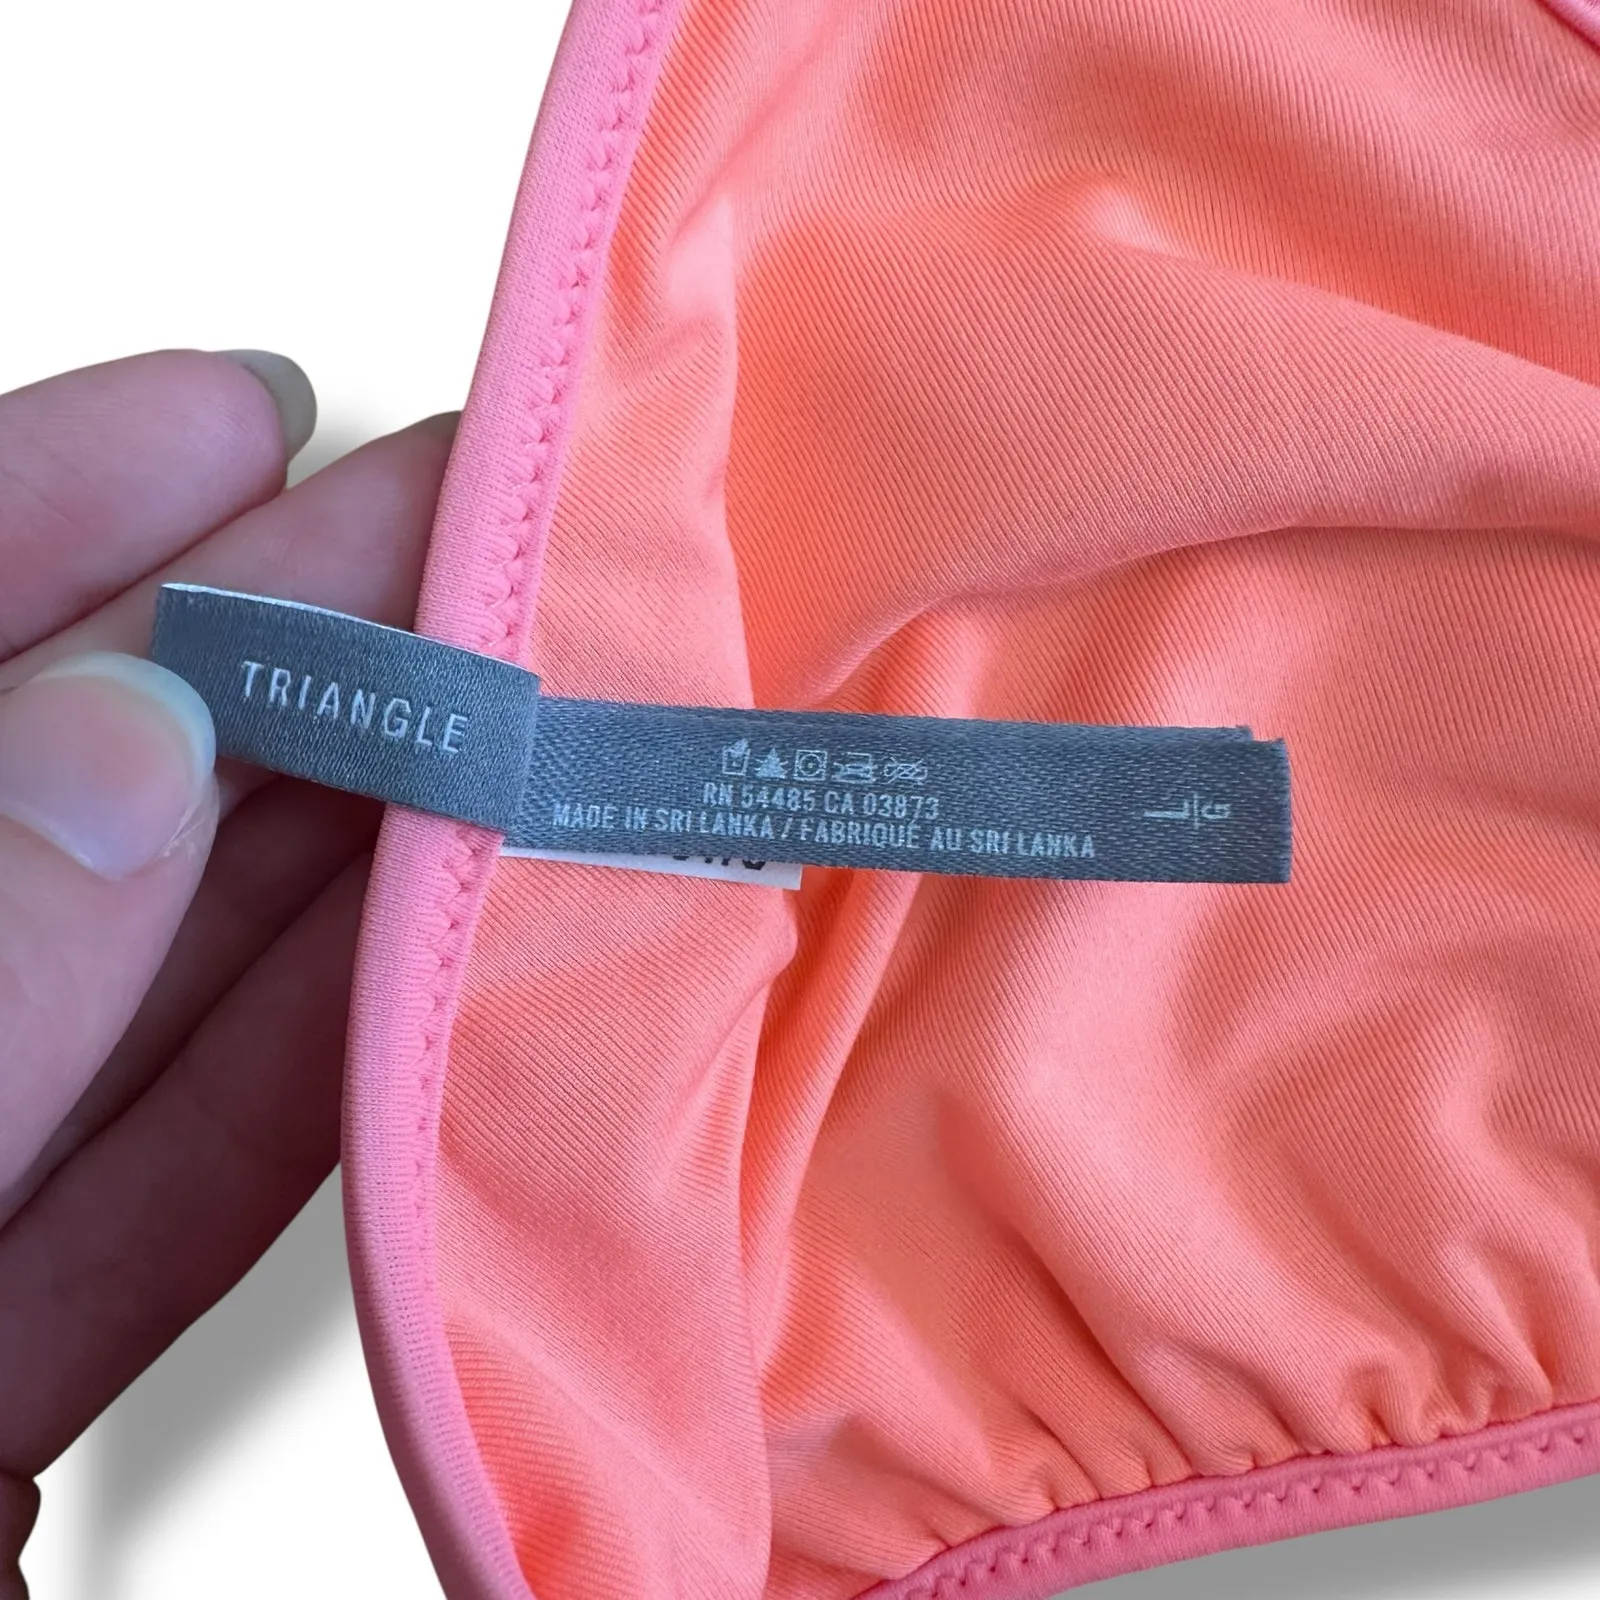 TRIANGLE
RN 54485 CA 03873
MADE IN SRI LANKA / FABRIQUÉ AU SRI LANKA
L|G